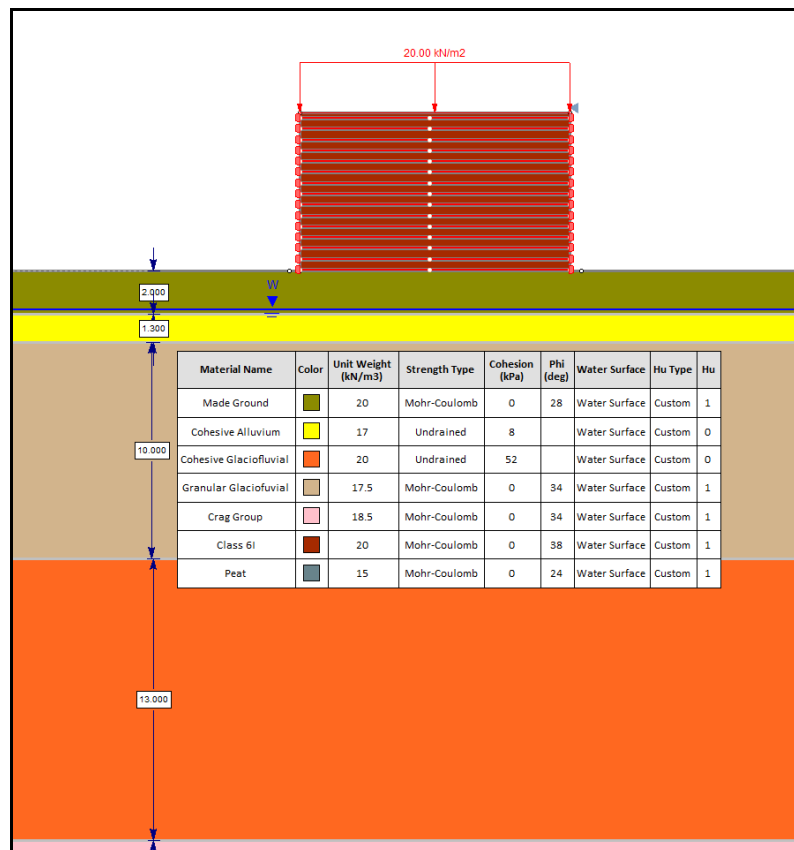 20.00 kN/m2
W
2.000
1.300
Material Name Color Unit Weight (kN/m3) Strength Type Cohesion (kPa) Phi (deg) Water Surface Hu Type Hu
Made Ground 20 Mohr-Coulomb 0 28 Water Surface Custom 1
Cohesive Alluvium 17 Undrained 8 Water Surface Custom 0
Cohesive Glaciofluvial 20 Undrained 52 Water Surface Custom 0
Granular Glaciofuvial 17.5 Mohr-Coulomb 0 34 Water Surface Custom 1
Crag Group 18.5 Mohr-Coulomb 0 34 Water Surface Custom 1
Class 6I 20 Mohr-Coulomb 0 38 Water Surface Custom 1
Peat 15 Mohr-Coulomb 0 24 Water Surface Custom 1
10.000
13.000